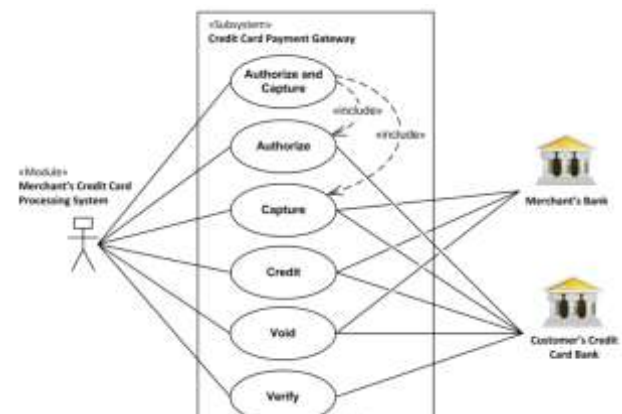 «Subsystem»
Credit Card Payment Gateway
Authorize and
Capture
«include»
Authorize
«include»
«Module»
Merchant's Credit Card
Processing System
Capture
Merchant's Bank
Credit
Void
Customer's Credit
Card Bank
Verify